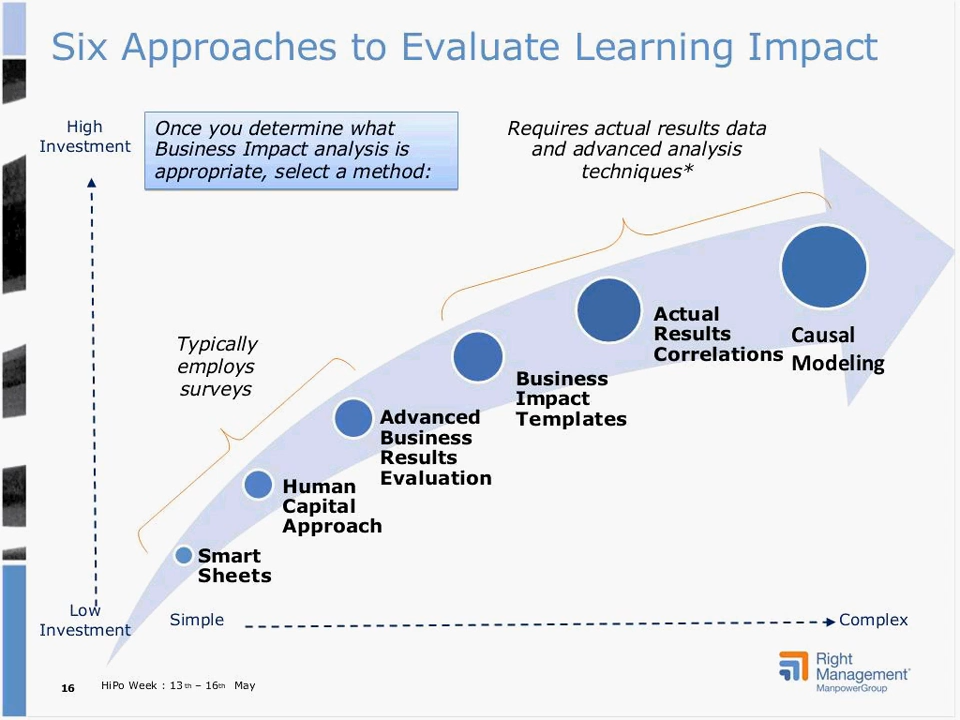 Six Approaches to Evaluate Learning Impact
High
Investment
Once you determine what
Business Impact analysis is
appropriate, select a method:
Requires actual results data
and advanced analysis
techniques*
Typically
employs
surveys
Actual
Results
Correlations
Causal
Modeling
Business
Impact
Templates
Advanced
Business
Results
Evaluation
Human
Capital
Approach
Smart
Sheets
Low
Investment
Simple
Complex
Right
Management
ManpowerGroup
16
HiPo Week : 13th – 16th May